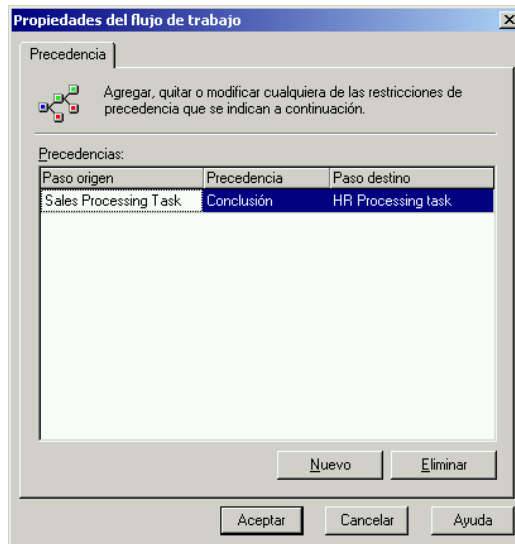 Propiedades del flujo de trabajo
Precedencia
Agregar, quitar o modificar cualquiera de las restricciones de
precedencia que se indican a continuación.
Precedencias:
Paso origen Precedencia Paso destino
Sales Processing Task Conclusión HR Processing task
Nuevo Eliminar
Aceptar Cancelar Ayuda